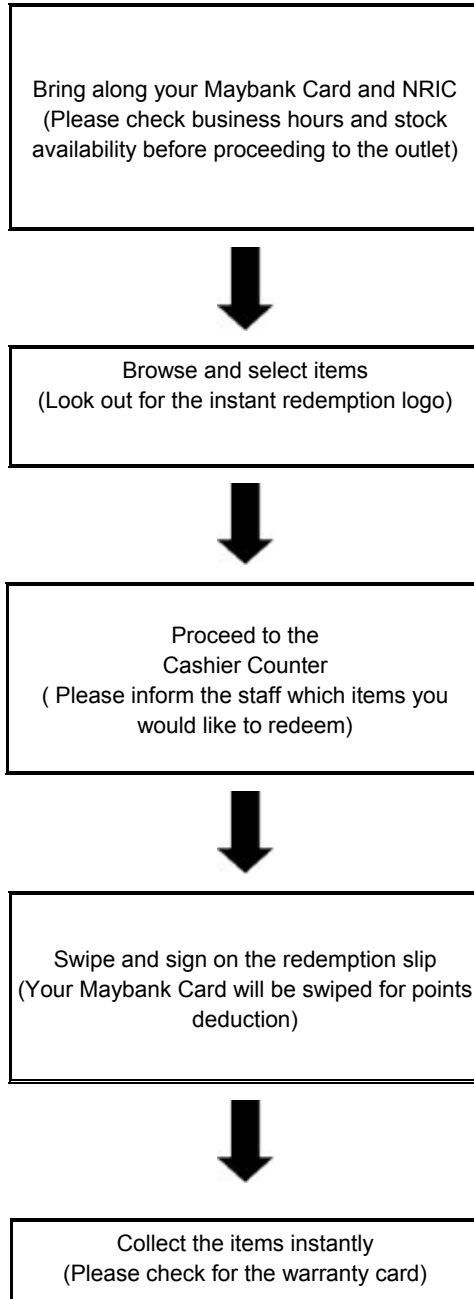 Bring along your Maybank Card and NRIC
(Please check business hours and stock
availability before proceeding to the outlet)
Browse and select items
(Look out for the instant redemption logo)
Proceed to the
Cashier Counter
( Please inform the staff which items you
would like to redeem)
Swipe and sign on the redemption slip
(Your Maybank Card will be swiped for points
deduction)
Collect the items instantly
(Please check for the warranty card)